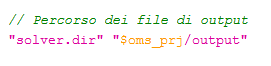 // Percorso dei file di output
"solver.dir" "$oms_prj/output"